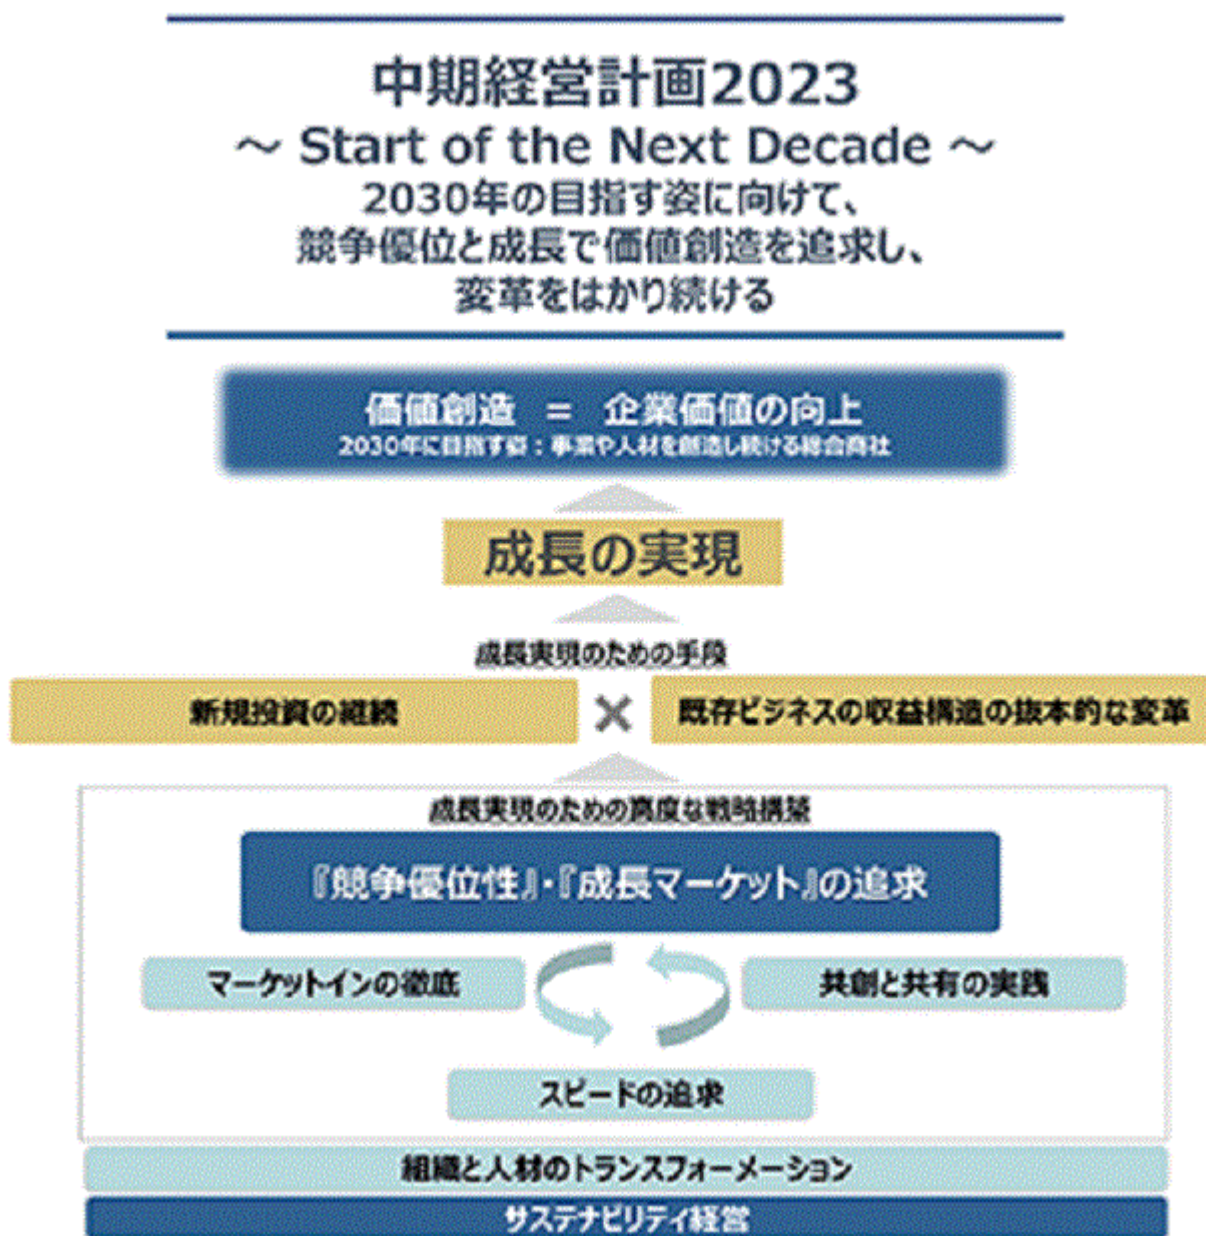 中期経営計画2023
～ Start of the Next Decade ～
2030年の目指す姿に向けて、
競争優位と成長で価値創造を追求し、
変革をはかり続ける
価値創造 = 企業価値の向上
2030年に目指す姿：事業や人材を創造し続ける総合商社
成長の実現
成長実現のための手段
新規投資の継続
×
既存ビジネスの収益構造の抜本的な変革
成長実現のための高度な戦略構築
『競争優位性』・『成長マーケット』の追求
マーケットインの徹底
共創と共有の実践
スピードの追求
組織と人材のトランスフォーメーション
サステナビリティ経営